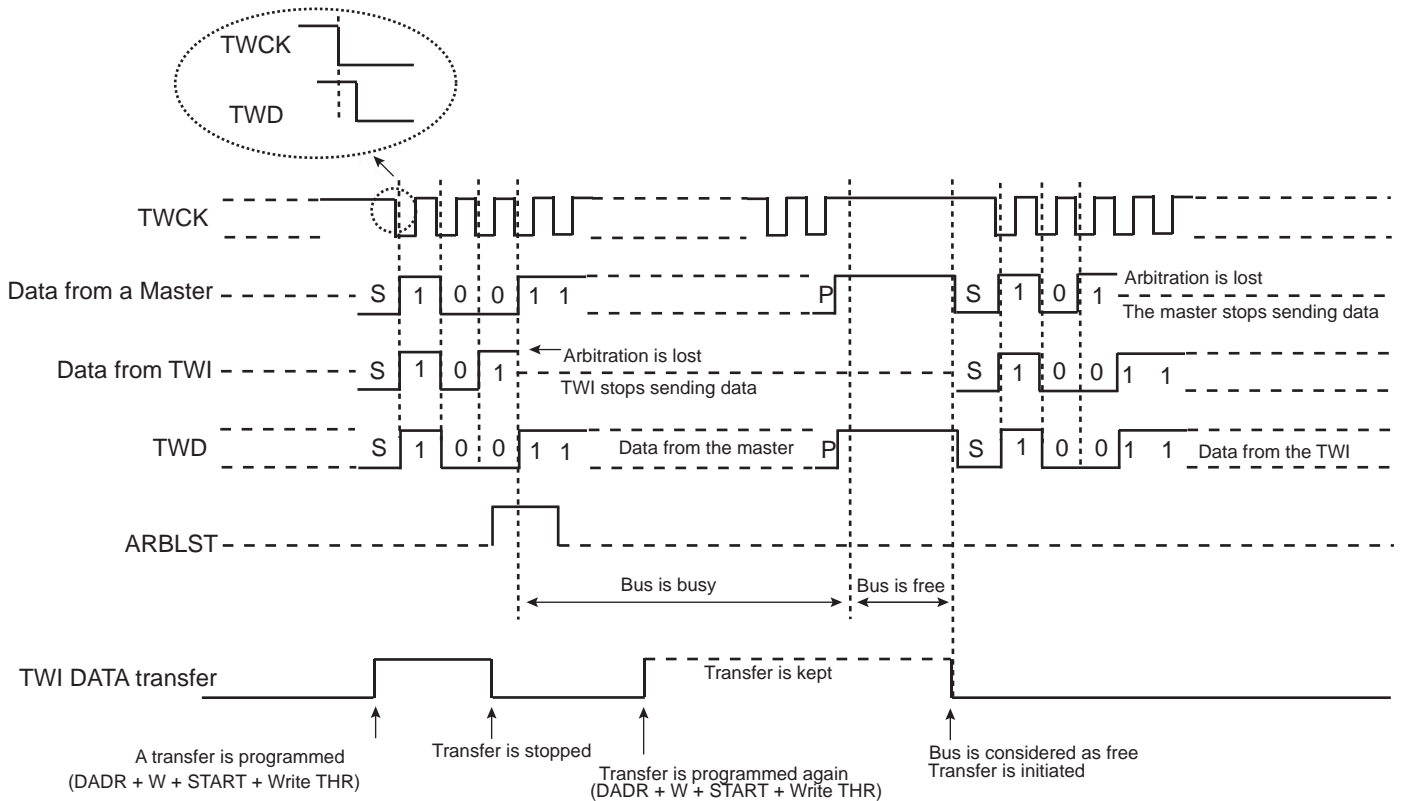 TWCK
TWD
TWCK
Data from a Master S 1 0 0 1 1 P S 1 0 1 Arbitration is lost
The master stops sending data
Data from TWI S 1 0 1 Arbitration is lost S 1 0 0 1 1
TWI stops sending data
TWD S 1 0 0 1 1 Data from the master P S 1 0 0 1 1 Data from the TWI
ARBLST
Bus is busy Bus is free
TWI DATA transfer Transfer is kept
A transfer is programmed
(DADR + W + START + Write THR)
Transfer is stopped
Transfer is programmed again
(DADR + W + START + Write THR)
Bus is considered as free
Transfer is initiated